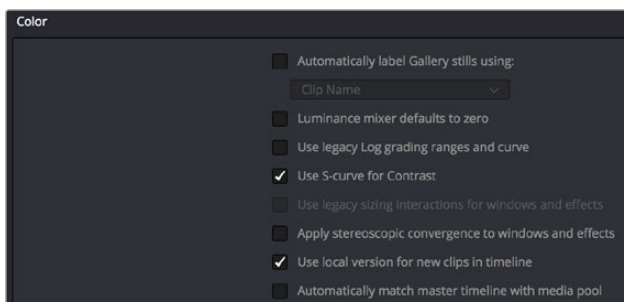 Color
Automatically label Gallery stills using:
Clip Name
Luminance mixer defaults to zero
Use legacy Log grading ranges and curve
Use S-curve for Contrast
Use legacy sizing interactions for windows and effects
Apply stereoscopic convergence to windows and effects
Use local version for new clips in timeline
Automatically match master timeline with media pool